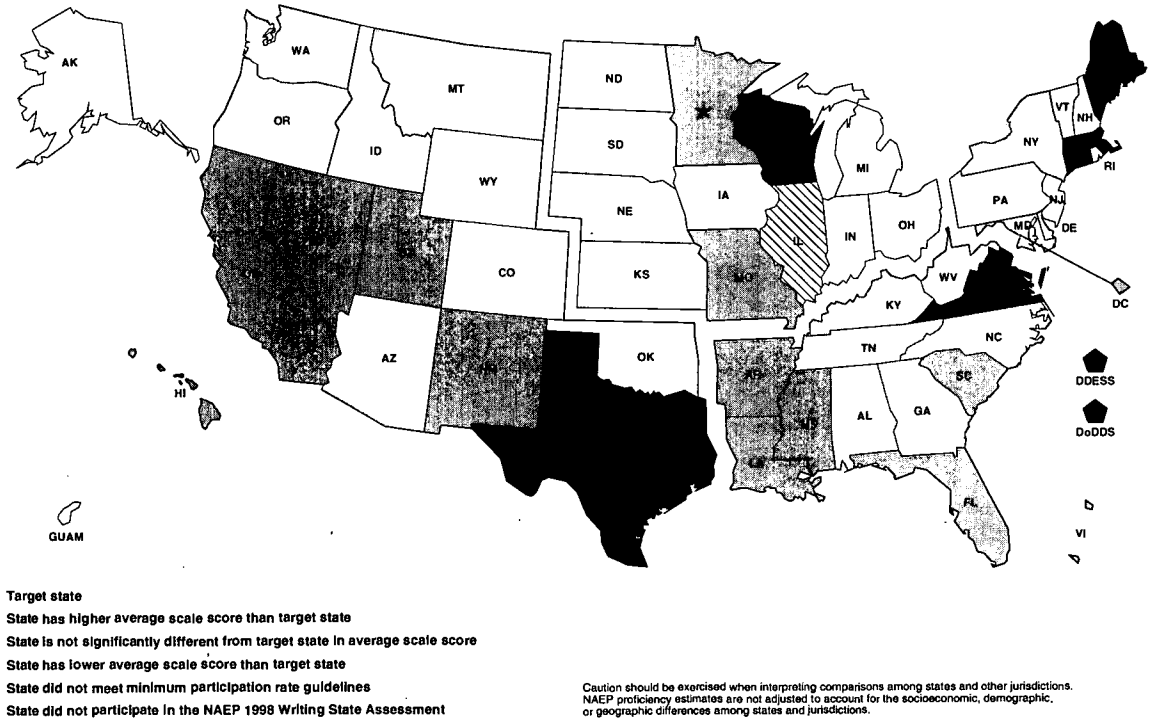 AK
WA
MT
ND
OR
ID
SD
WY
MI
VT
NH
NY
RI
IA
NE
PA
NJ
IL
IN
OH
MD
DE
CO
KS
MO
WV
KY
DC
AZ
OK
TN
NC
SC
HI
AL
GA
DDESS
DoDDS
FL
GUAM
VI
Target state
State has higher average scale score than target state
State is not significantly different from target state in average scale score
State has lower average scale score than target state
State did not meet minimum participation rate guidelines
State did not participate in the NAEP 1998 Writing State Assessment
Caution should be exercised when interpreting comparisons among states and other jurisdictions.
NAEP proficiency estimates are not adjusted to account for the socioeconomic, demographic,
or geographic differences among states and jurisdictions.